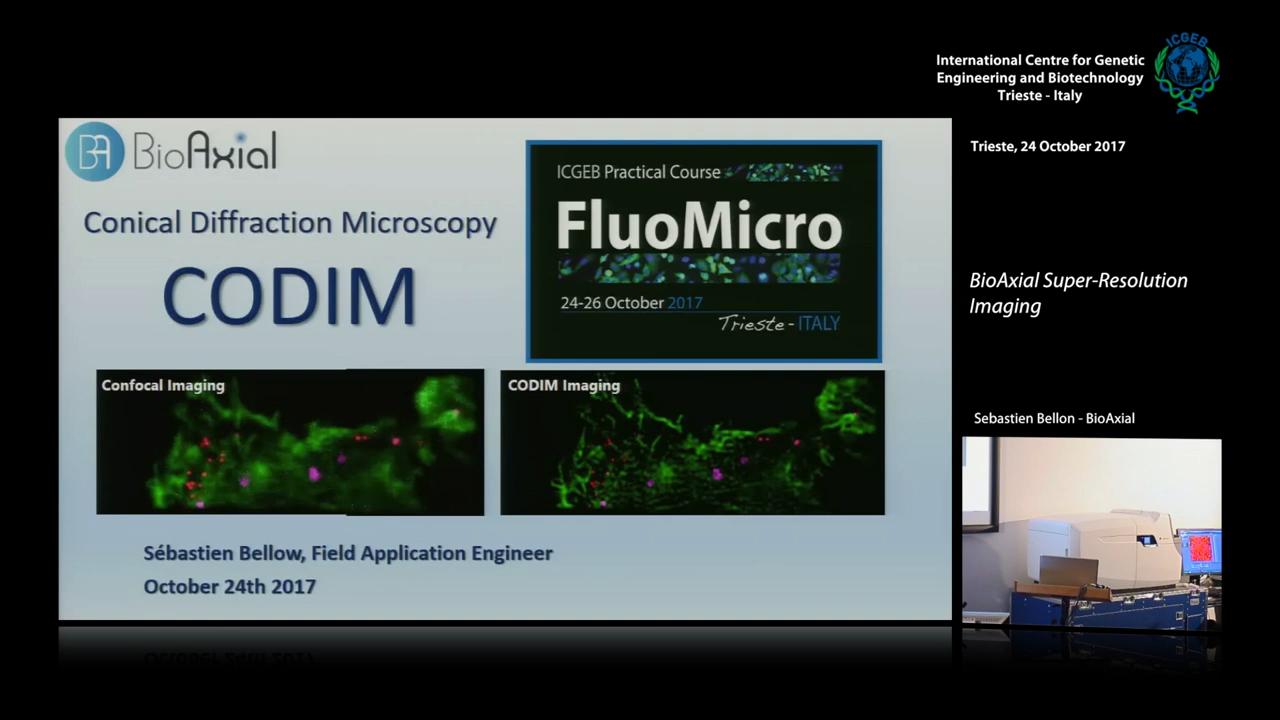 ICGEB
International Centre for Genetic
Engineering and Biotechnology
Trieste - Italy
Trieste, 24 October 2017
BioAxial Super-Resolution
Imaging
Sebastien Bellon - BioAxial
BA BioAxial
Conical Diffraction Microscopy
CODIM
ICGEB Practical Course
FluoMicro
24-26 October 2017
Trieste - ITALY
Confocal Imaging
CODIM Imaging
Sébastien Bellow, Field Application Engineer
October 24th 2017